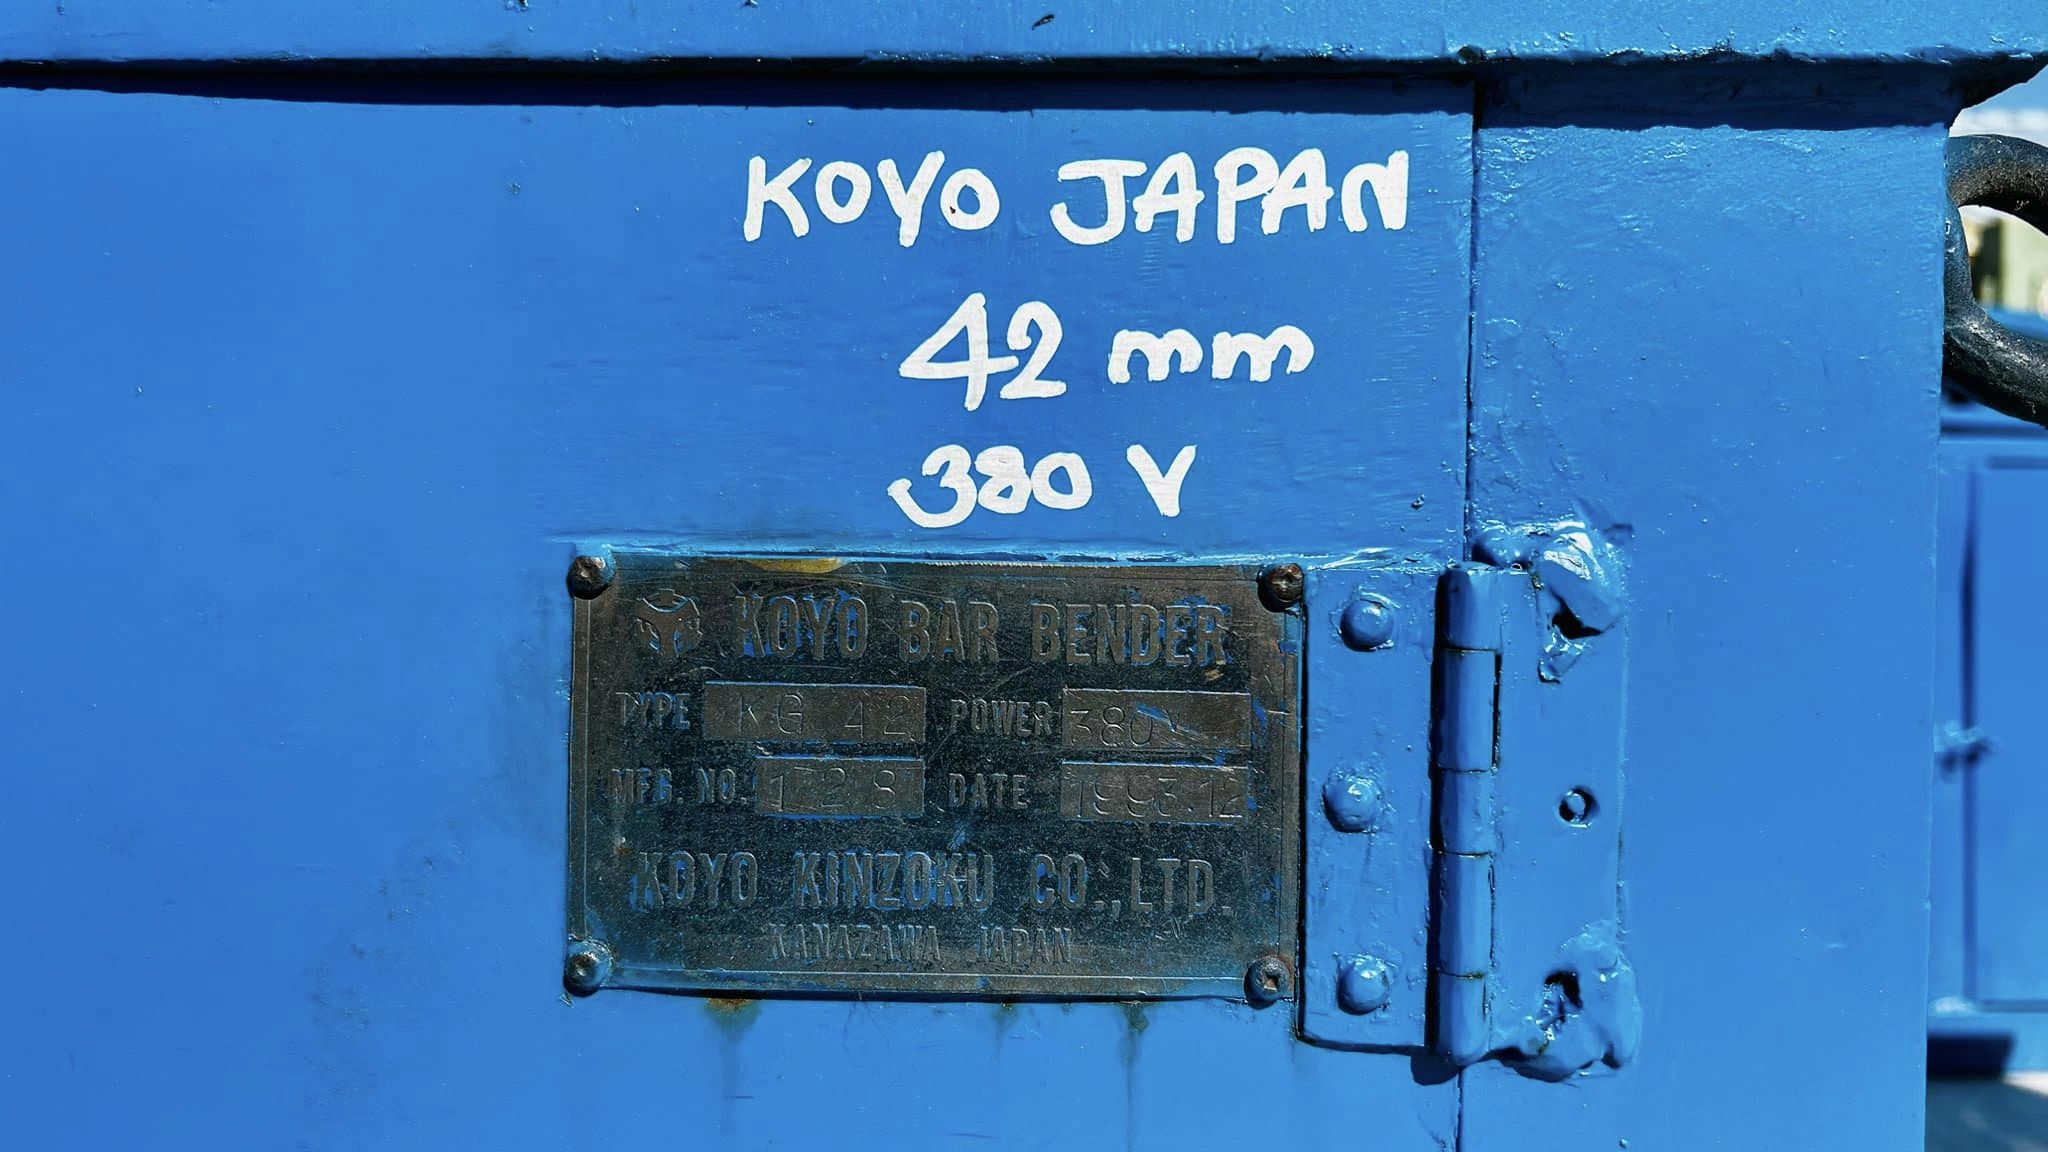 KOYO JAPAN
42 mm
380 V
KOYO BAR BENDER
TYPE KG 42 POWER 380V
MFG. NO. 1728 DATE 1993.12
KOYO KINZOKU CO.,LTD.
KANAZAWA JAPAN